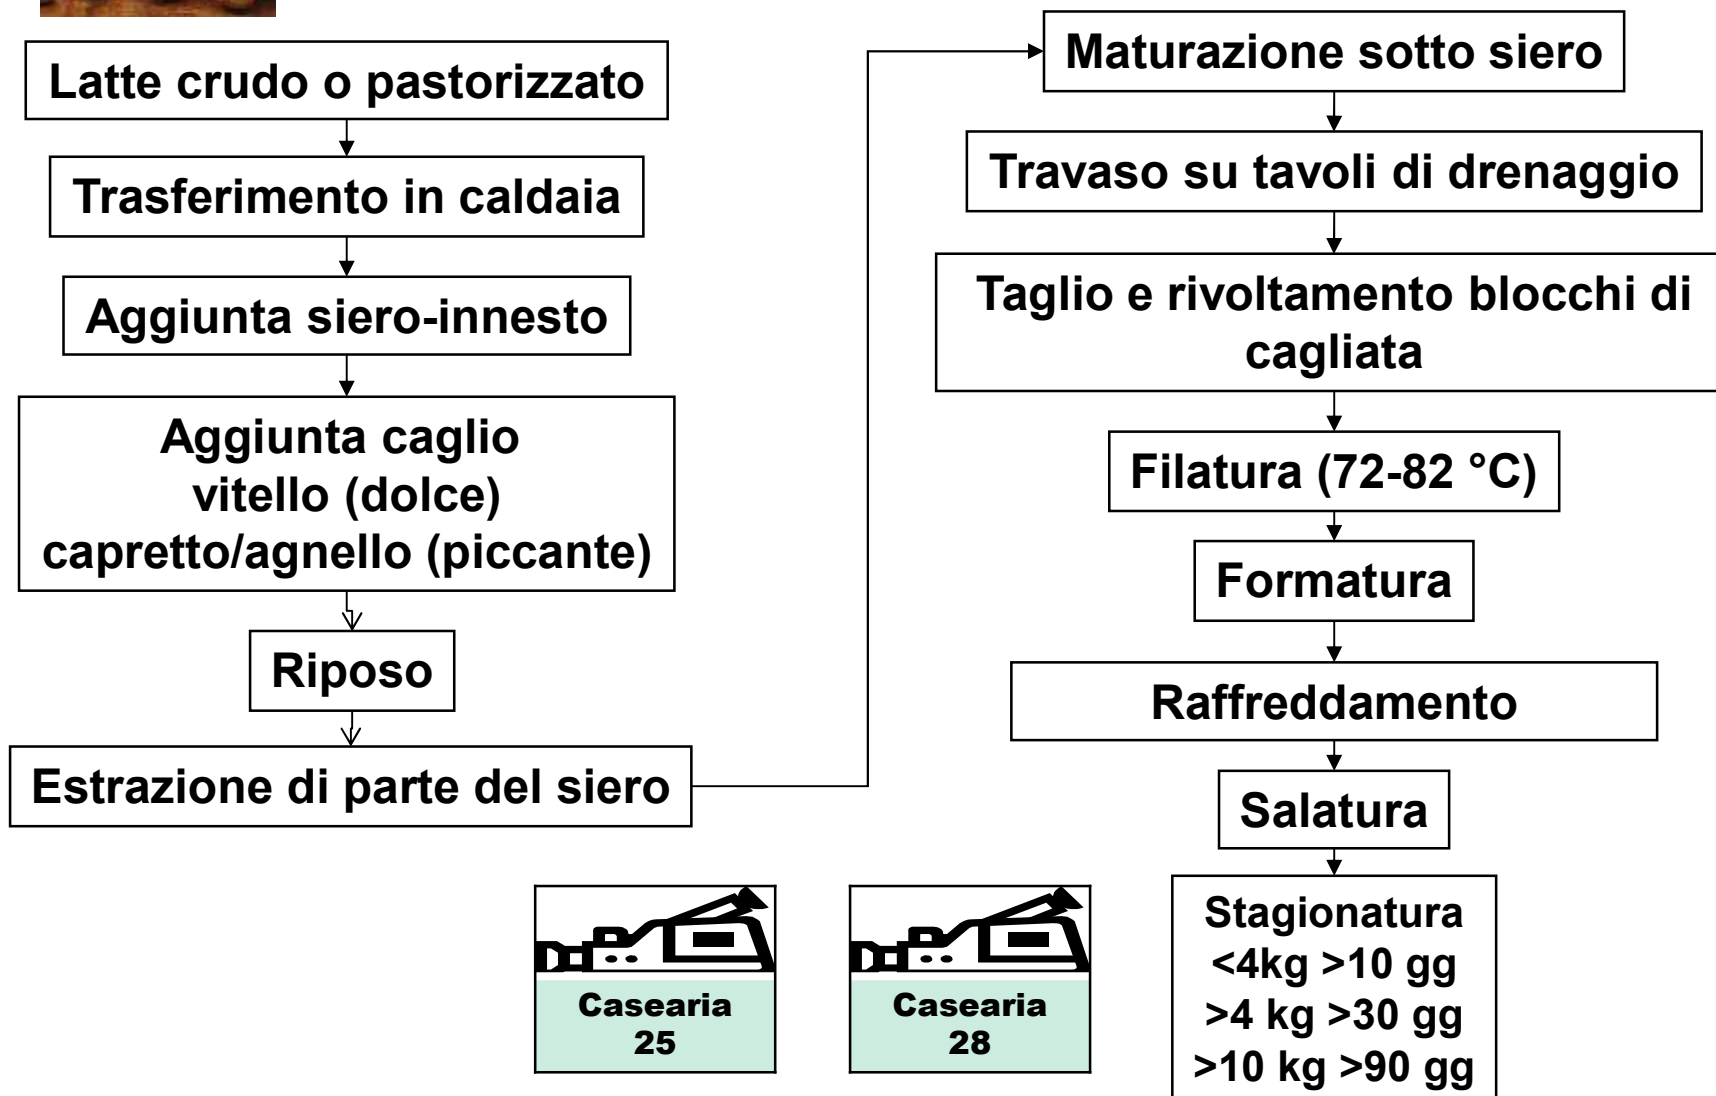 Latte crudo o pastorizzato
Trasferimento in caldaia
Aggiunta siero-innesto
Aggiunta caglio
vitello (dolce)
capretto/agnello (piccante)
Riposo
Estrazione di parte del siero
Maturazione sotto siero
Travaso su tavoli di drenaggio
Taglio e rivoltamento blocchi di
cagliata
Filatura (72-82 °C)
Formatura
Raffreddamento
Salatura
Stagionatura
<4kg >10 gg
>4 kg >30 gg
>10 kg >90 gg
Casearia
25
Casearia
28